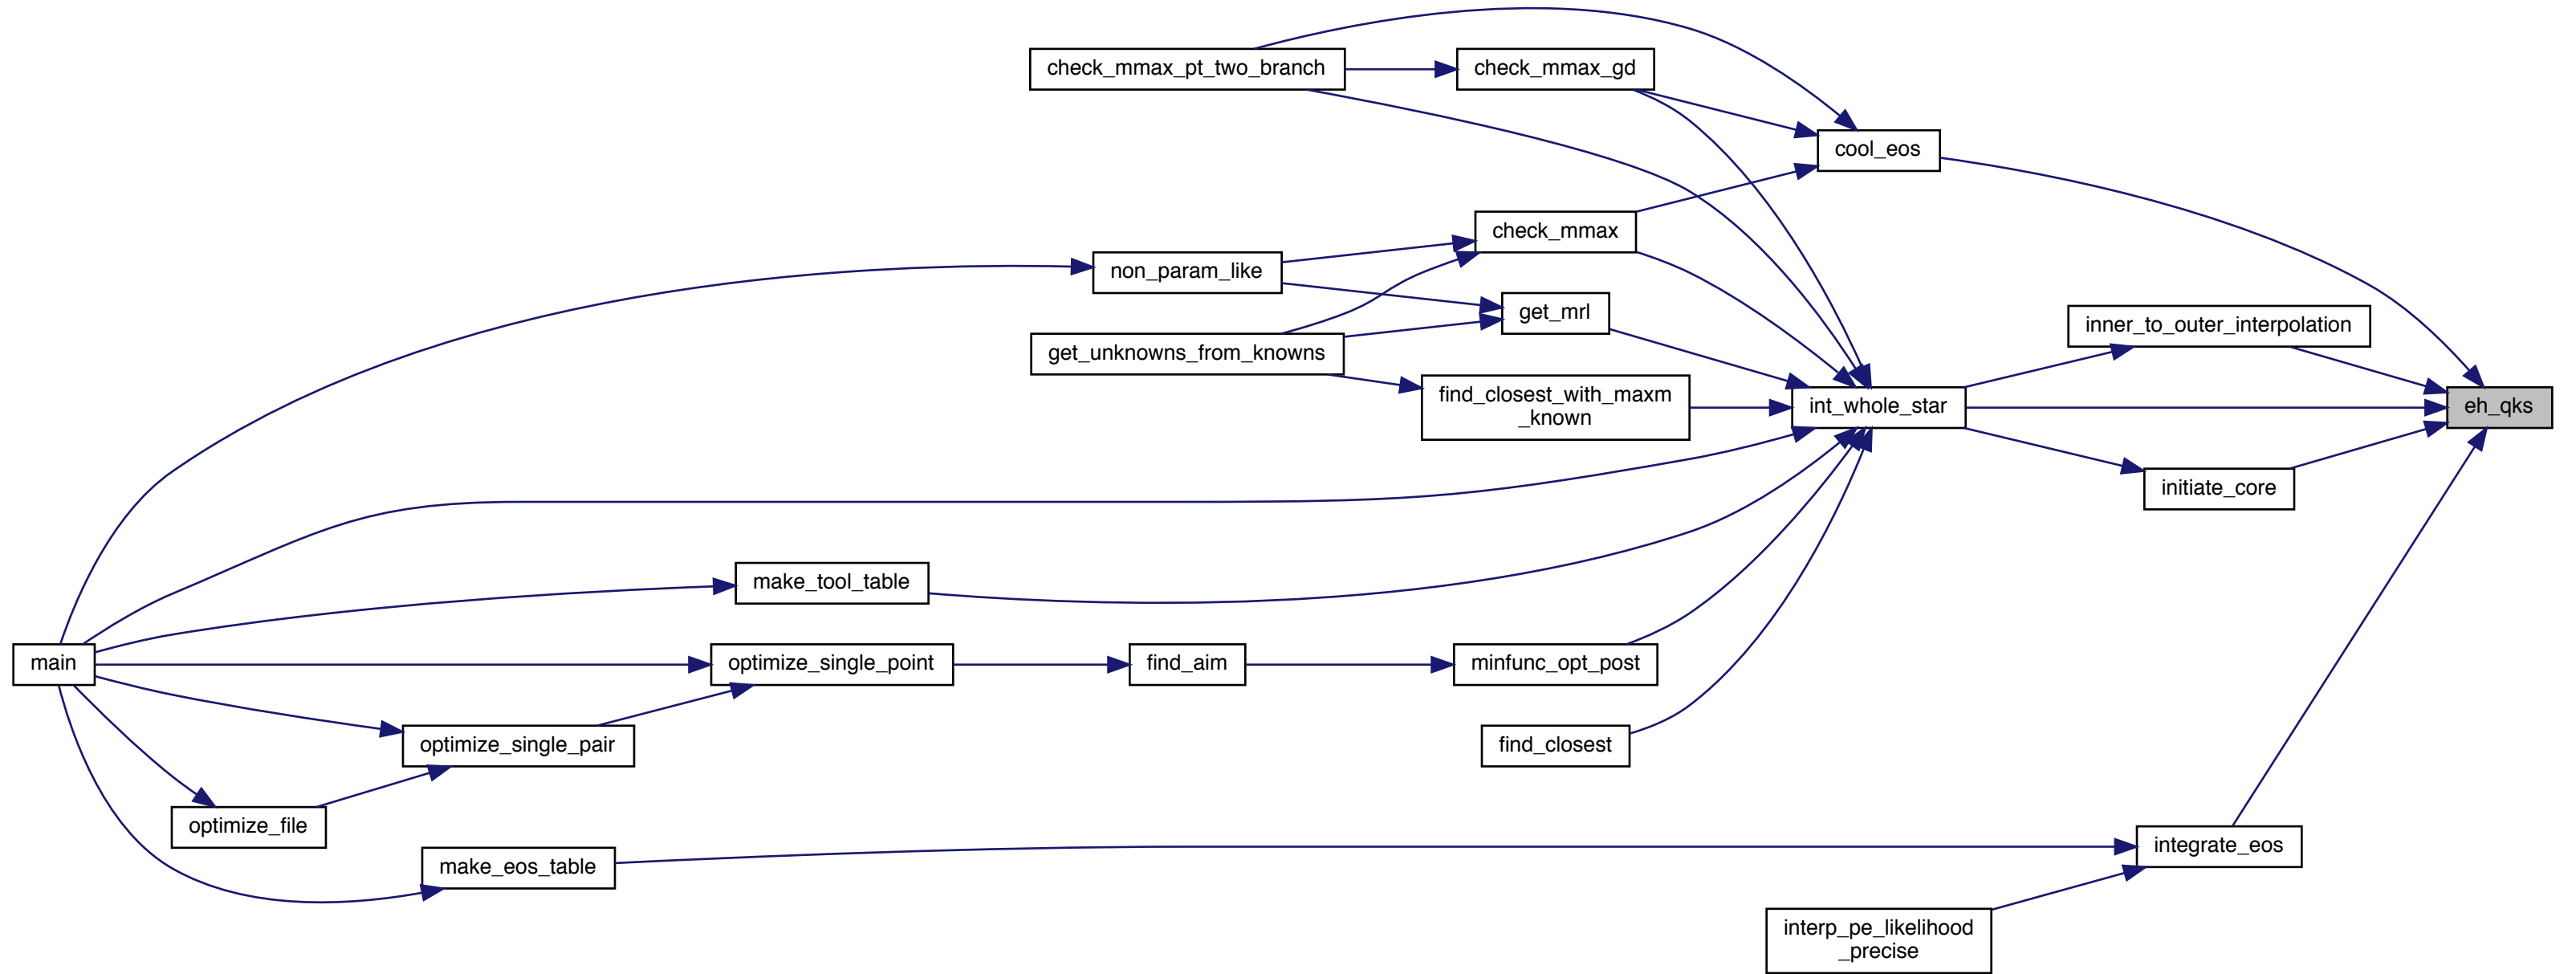 check_mmax_pt_two_branch
check_mmax_gd
cool_eos
check_mmax
non_param_like
get_mrl
inner_to_outer_interpolation
get_unknowns_from_knowns
find_closest_with_maxm
_known
int_whole_star
eh_qks
initiate_core
make_tool_table
main
optimize_single_point
find_aim
minfunc_opt_post
optimize_single_pair
find_closest
optimize_file
integrate_eos
make_eos_table
interp_pe_likelihood
_precise